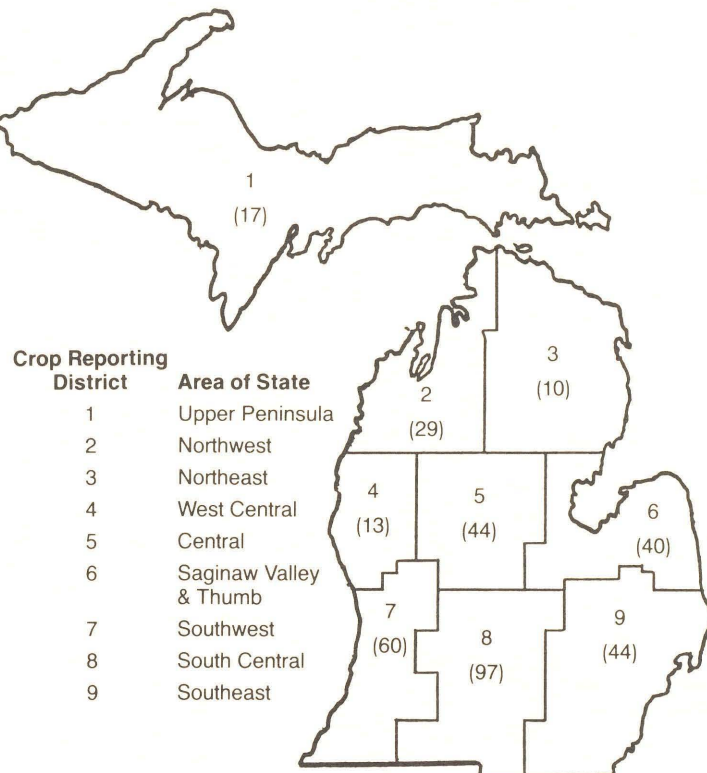 1
(17)
Crop Reporting
District Area of State
1 Upper Peninsula
2 Northwest
3 Northeast
4 West Central
5 Central
6 Saginaw Valley
& Thumb
7 Southwest
8 South Central
9 Southeast
2
(29)
3
(10)
4
(13)
5
(44)
6
(40)
7
(60)
8
(97)
9
(44)